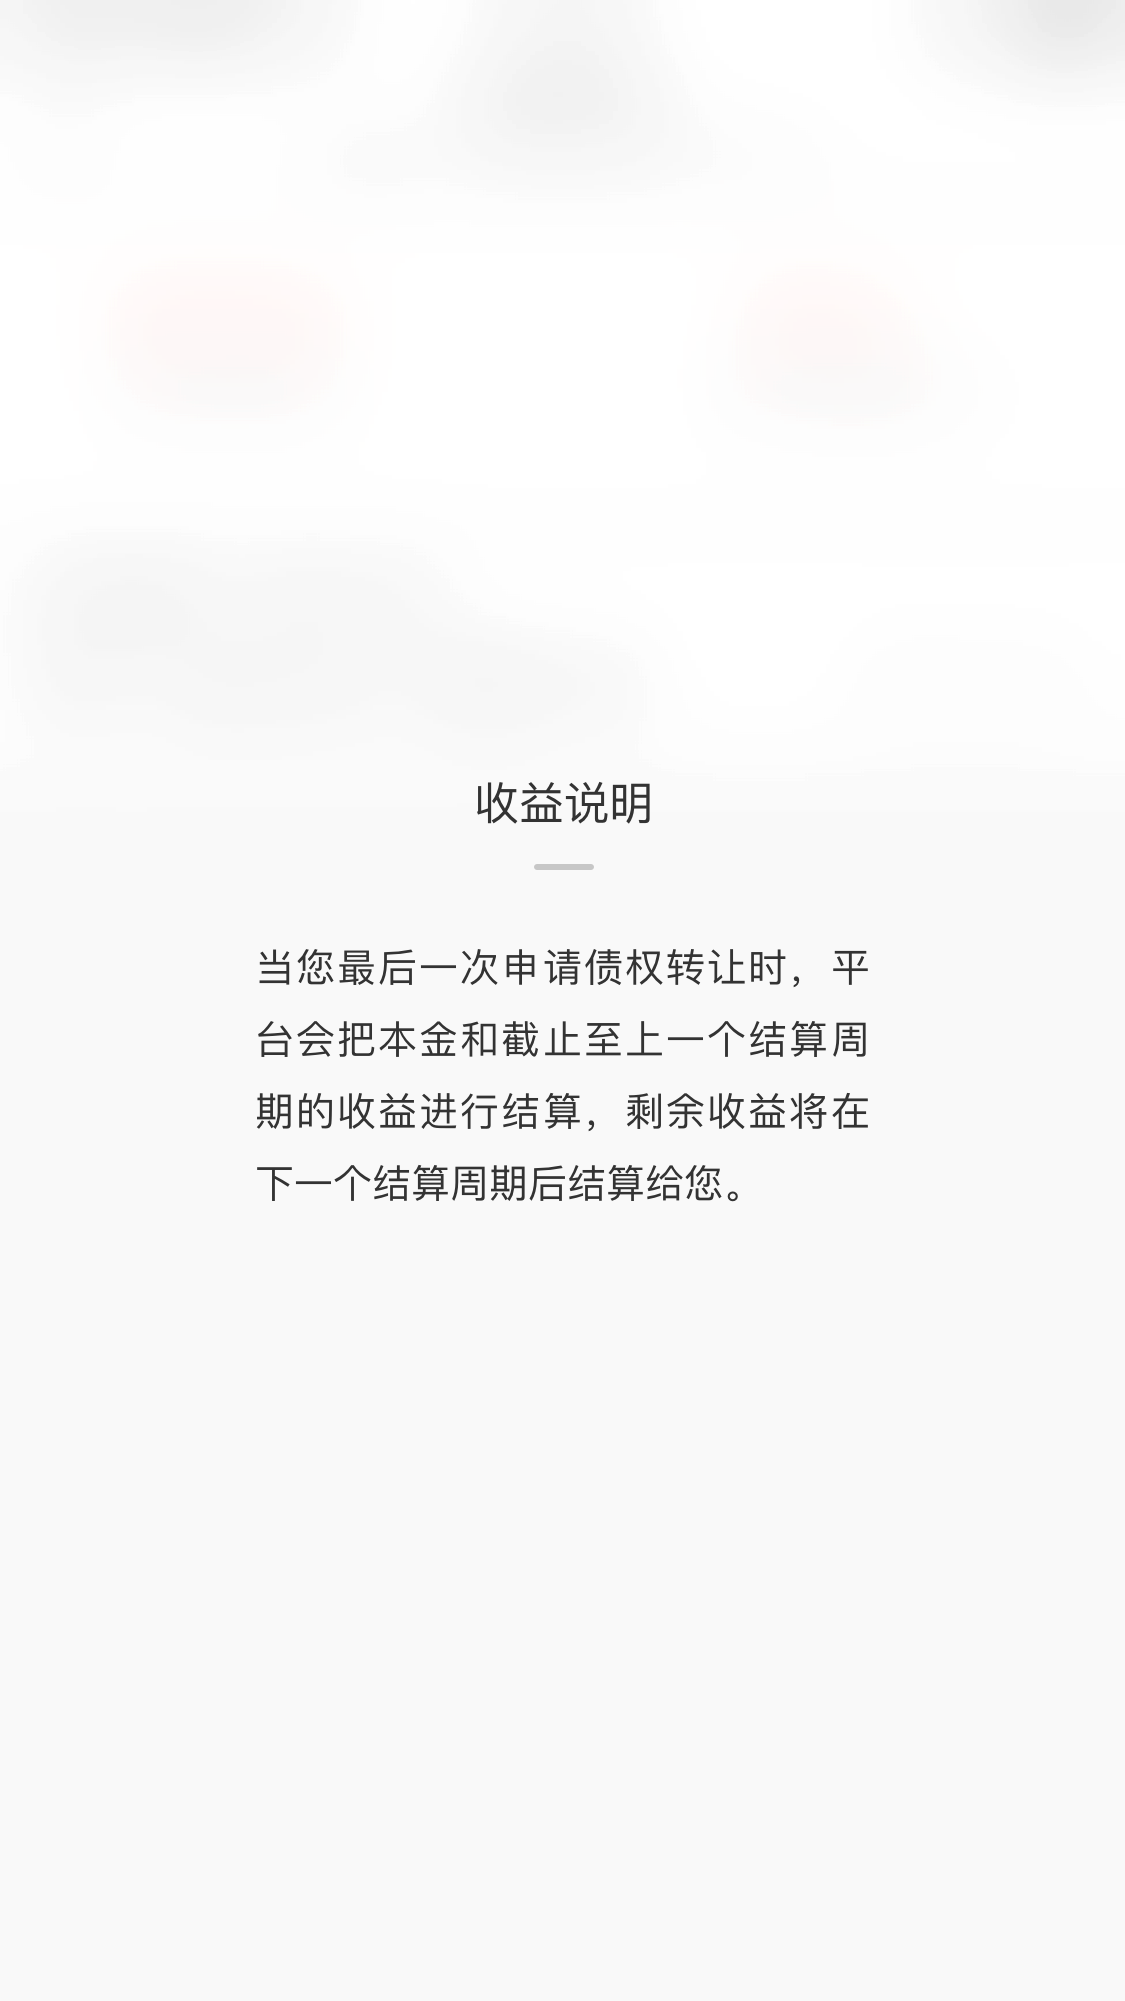 收益说明
当您最后一次申请债权转让时，平
台会把本金和截止至上一个结算周
期的收益进行结算，剩余收益将在
下一个结算周期后结算给您。